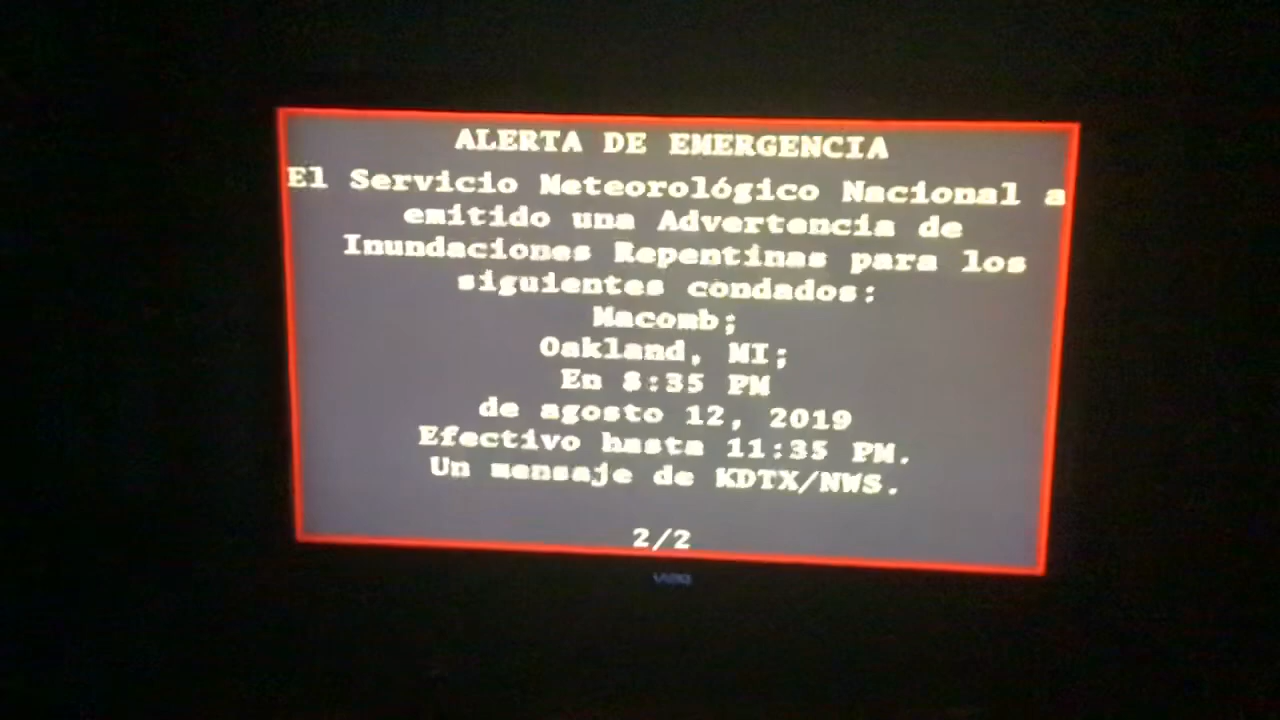 ALERTA DE EMERGENCIA
El Servicio Meteorológico Nacional a
emitido una Advertencia de
Inundaciones Repentinas para los
siguientes condados:
Macomb;
Oakland, MI;
En 8:35 PM
de agosto 12, 2019
Efectivo hasta 11:35 PM.
Un mensaje de KDTX/NWS.
2/2
VIZIO